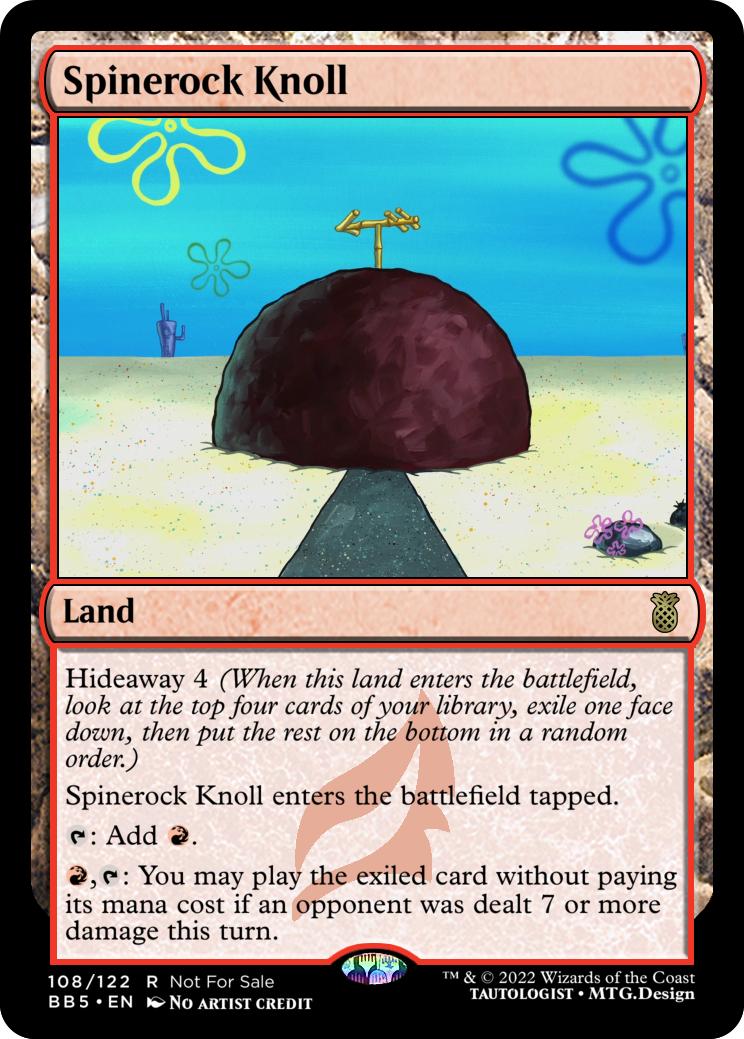 Spinerock Knoll
Land
Hideaway 4 (When this land enters the battlefield,
look at the top four cards of your library, exile one face
down, then put the rest on the bottom in a random
order.)
Spinerock Knoll enters the battlefield tapped.
: Add .
, : You may play the exiled card without paying
its mana cost if an opponent was dealt 7 or more
damage this turn.
108/122 R Not For Sale
BB5 • EN No artist credit
™ & © 2022 Wizards of the Coast
Tautologist • MTG.Design